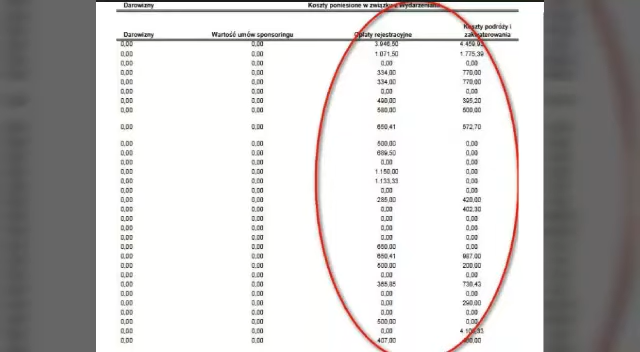 Darowizny Koszty poniesione w związku z Wydarzeniami
Koszty podróży i
Darowizny Wartość umów sponsoringu Opłaty rejestracyjne zakwaterowania
0,00 0,00 3.946,50
0,00 0,00 1.071,50 1.775,39
0,00 0,00 0,00 0,00
0,00 0,00 334,00 770,00
0,00 0,00 334,00 770,00
0,00 0,00 0,00 0,00
0,00 0,00 490,00 395,20
0,00 0,00 580,00 500,00
0,00 0,00 650,41 572,70
0,00 0,00 500,00 0,00
0,00 0,00 689,50 0,00
0,00 0,00 0,00 0,00
0,00 0,00 1.150,00 0,00
0,00 0,00 1.133,33 0,00
0,00 0,00 0,00 0,00
0,00 0,00 285,00 420,00
0,00 0,00 0,00 402,30
0,00 0,00 0,00 0,00
0,00 0,00 0,00 0,00
0,00 0,00 0,00 0,00
0,00 0,00 650,00 0,00
0,00 0,00 650,41 967,00
0,00 0,00 500,00 200,00
0,00 0,00 0,00 0,00
0,00 0,00 730,43
0,00 0,00 0,00 0,00
0,00 0,00 0,00 290,00
0,00 0,00 0,00 0,00
0,00 0,00 500,00 0,00
0,00 0,00 0,00
0,00 0,00 407,00